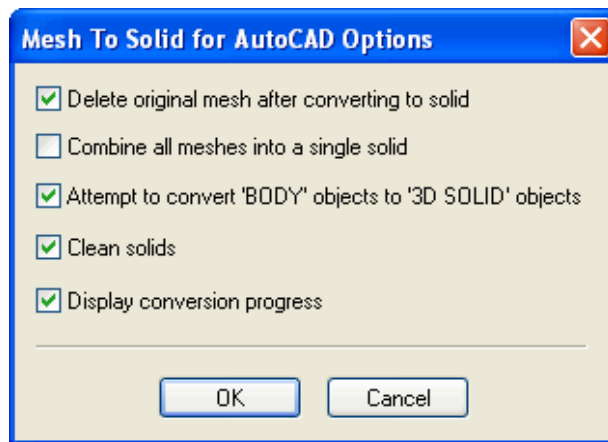 Mesh To Solid for AutoCAD Options
Delete original mesh after converting to solid
Combine all meshes into a single solid
Attempt to convert 'BODY" objects to '3D SOLID' objects
Clean solids
Display conversion progress
OK
Cancel